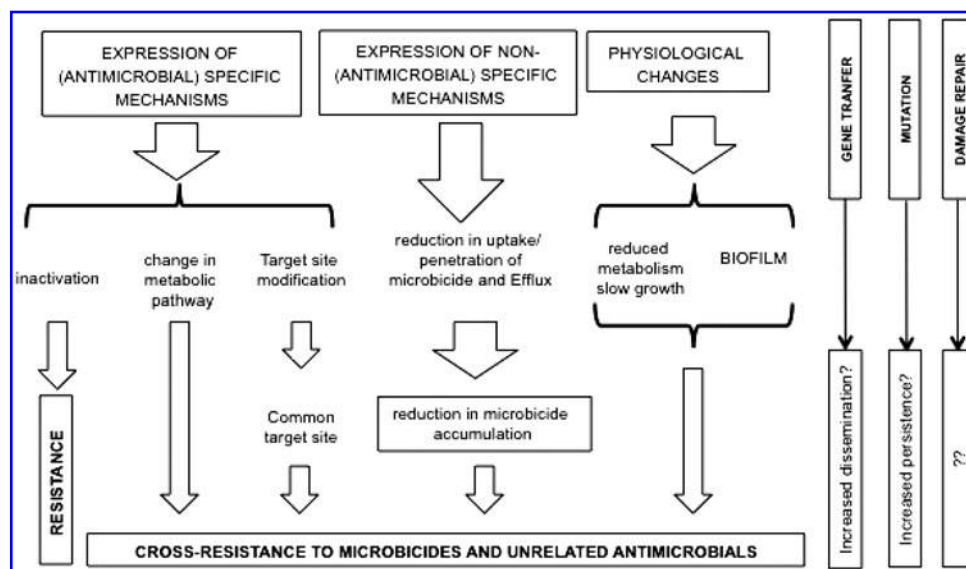 EXPRESSION OF
(ANTIMICROBIAL) SPECIFIC
MECHANISMS
EXPRESSION OF NON-
(ANTIMICROBIAL) SPECIFIC
MECHANISMS
PHYSIOLOGICAL
CHANGES
GENE TRANFER
MUTATION
DAMAGE REPAIR
inactivation
change in
metabolic
pathway
Target site
modification
reduction in uptake/
penetration of
microbicide and Efflux
reduced
metabolism
slow growth
BIOFILM
RESISTANCE
Common
target site
reduction in microbicide
accumulation
Increased dissemination?
Increased persistence?
??
CROSS-RESISTANCE TO MICROBICIDES AND UNRELATED ANTIMICROBIALS